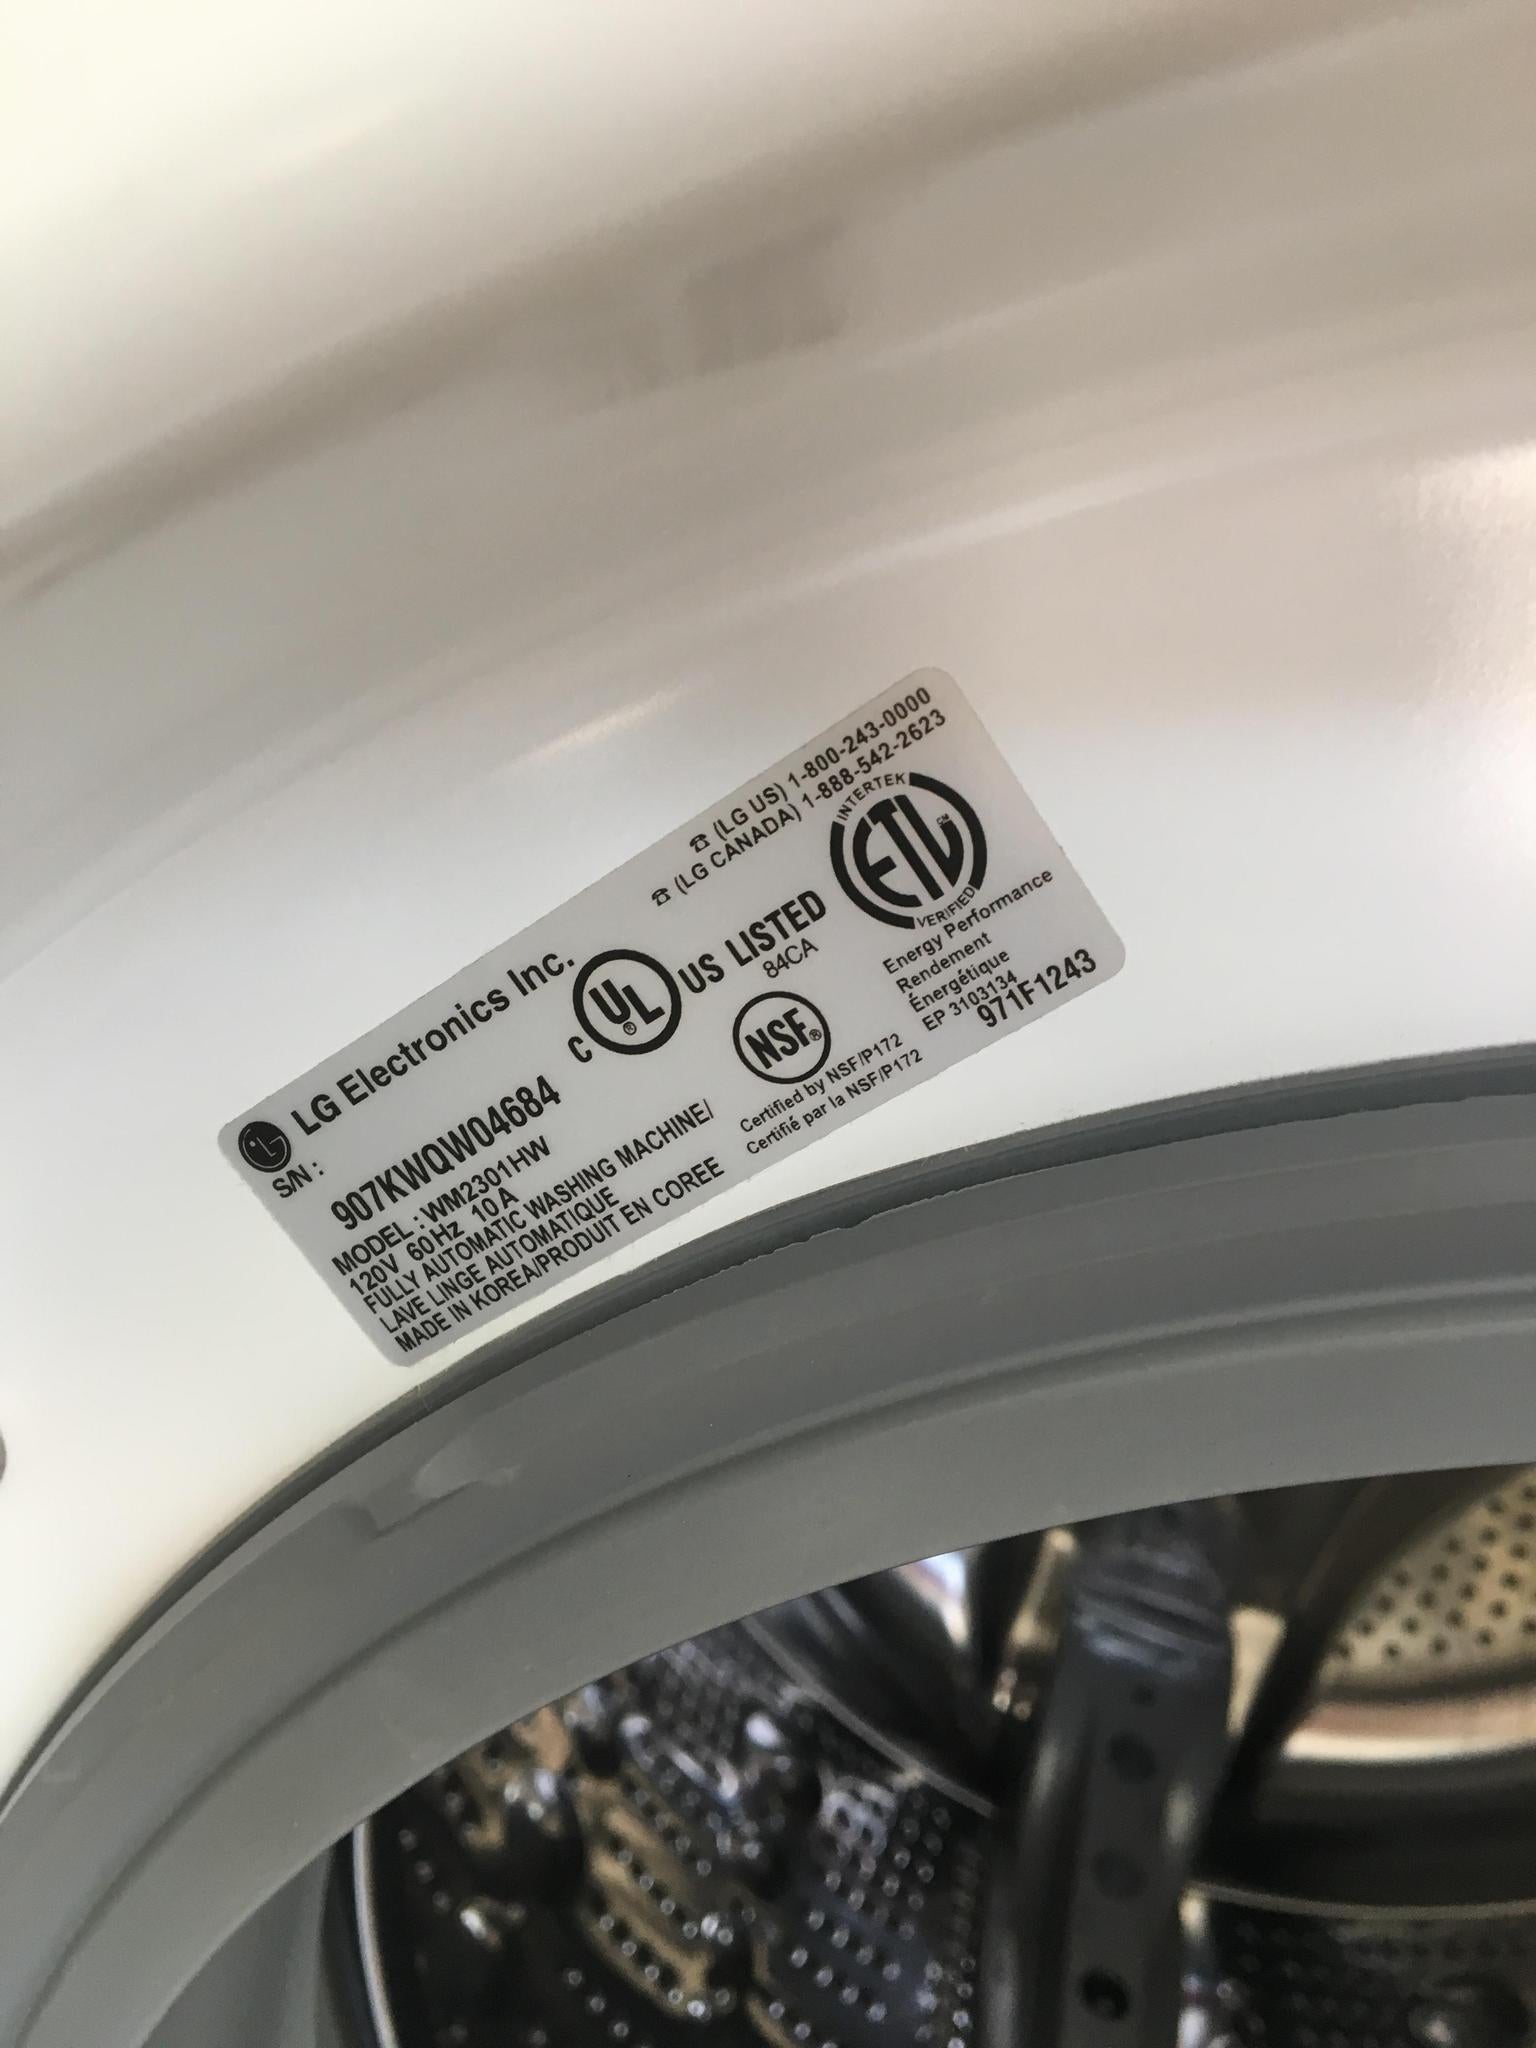 LG LG Electronics Inc.
☎ (LG US) 1-800-243-0000
☎ (LG CANADA) 1-888-542-2623
S/N :
907KWQW04684
MODEL : WM2301HW
120V 60Hz 10A
FULLY AUTOMATIC WASHING MACHINE/
LAVE LINGE AUTOMATIQUE
MADE IN KOREA/PRODUIT EN COREE
C UL® US LISTED
84CA
NSF®
Certified by NSF/P172
Certifié par la NSF/P172
INTERTEK
ETL CM
VERIFIED
Energy Performance
Rendement
Énergétique
EP 3103134
971F1243